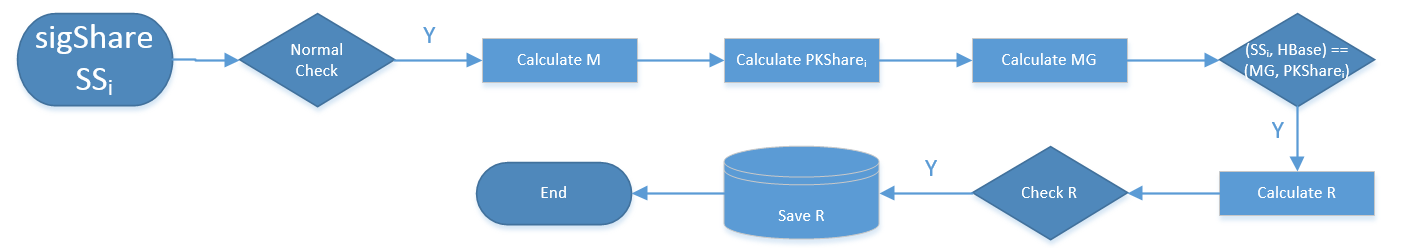 sigShare
SSi
Normal
Check
Y
Calculate M
Calculate PKSharei
Calculate MG
(SSi, HBase) ==
(MG, PKSharei)
Y
Calculate R
Check R
Y
Save R
End